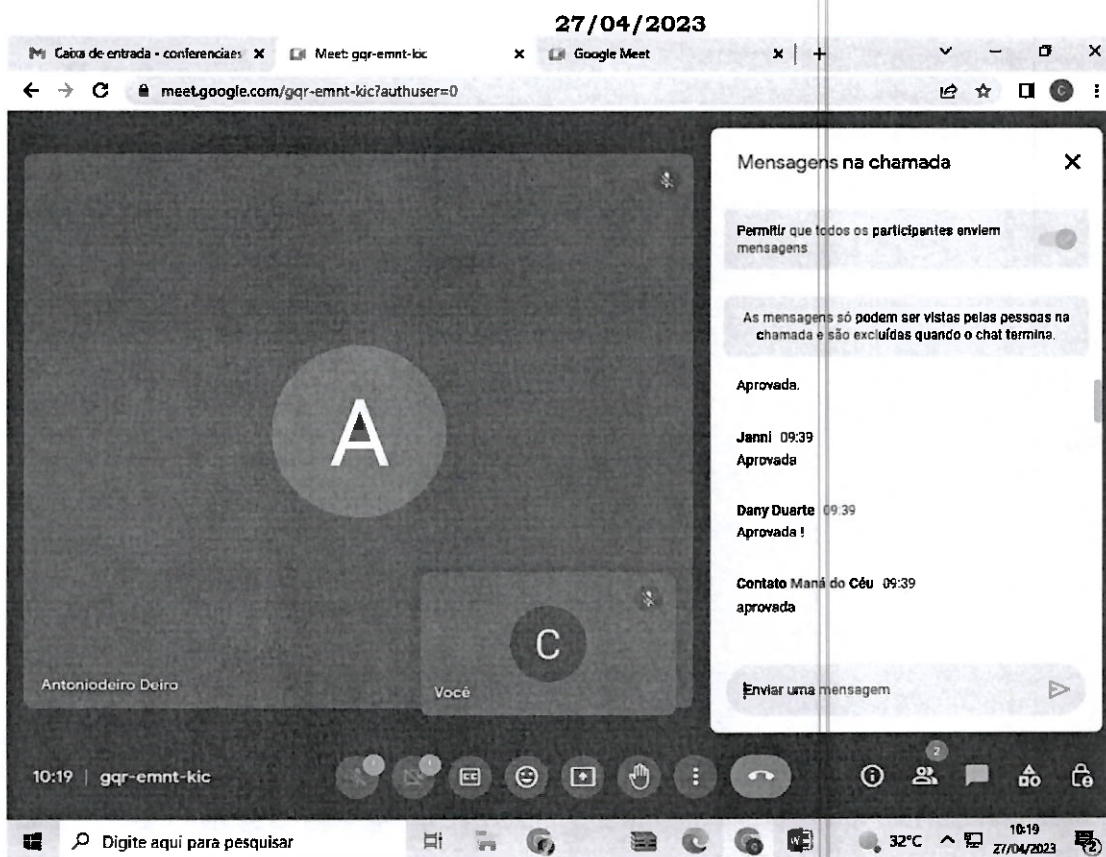 27/04/2023
Caixa de entrada - conferenciaes
Meet: gqr-emnt-kic
Google Meet
meet.google.com/gqr-emnt-kic?authuser=0
C
Mensagens na chamada
Permitir que todos os participantes enviem
mensagens
As mensagens só podem ser vistas pelas pessoas na
chamada e são excluídas quando o chat termina.
Aprovada.
Janni 09:39
Aprovada
Dany Duarte 09:39
Aprovada !
Contato Maná do Céu 09:39
aprovada
Enviar uma mensagem
A
C
Antoniodeiro Deiro
Você
10:19 | gqr-emnt-kic
CC
2
Digite aqui para pesquisar
W
32°C
10:19
27/04/2023
2